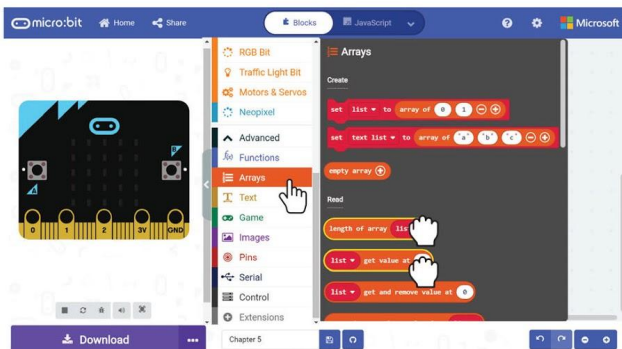 micro:bit Home Share Blocks JavaScript Microsoft
RGB Bit
Traffic Light Bit
Motors & Servos
Neopixel
Advanced
Functions
Arrays
Text
Game
Images
Pins
Serial
Control
Extensions
Arrays
Create
set list to array of 0 1
set text list to array of "a" "b" "c"
empty array
Read
length of array
list get value at
list get and remove value at 0
A
B
0 1 2 3V GND
Download
Chapter 5